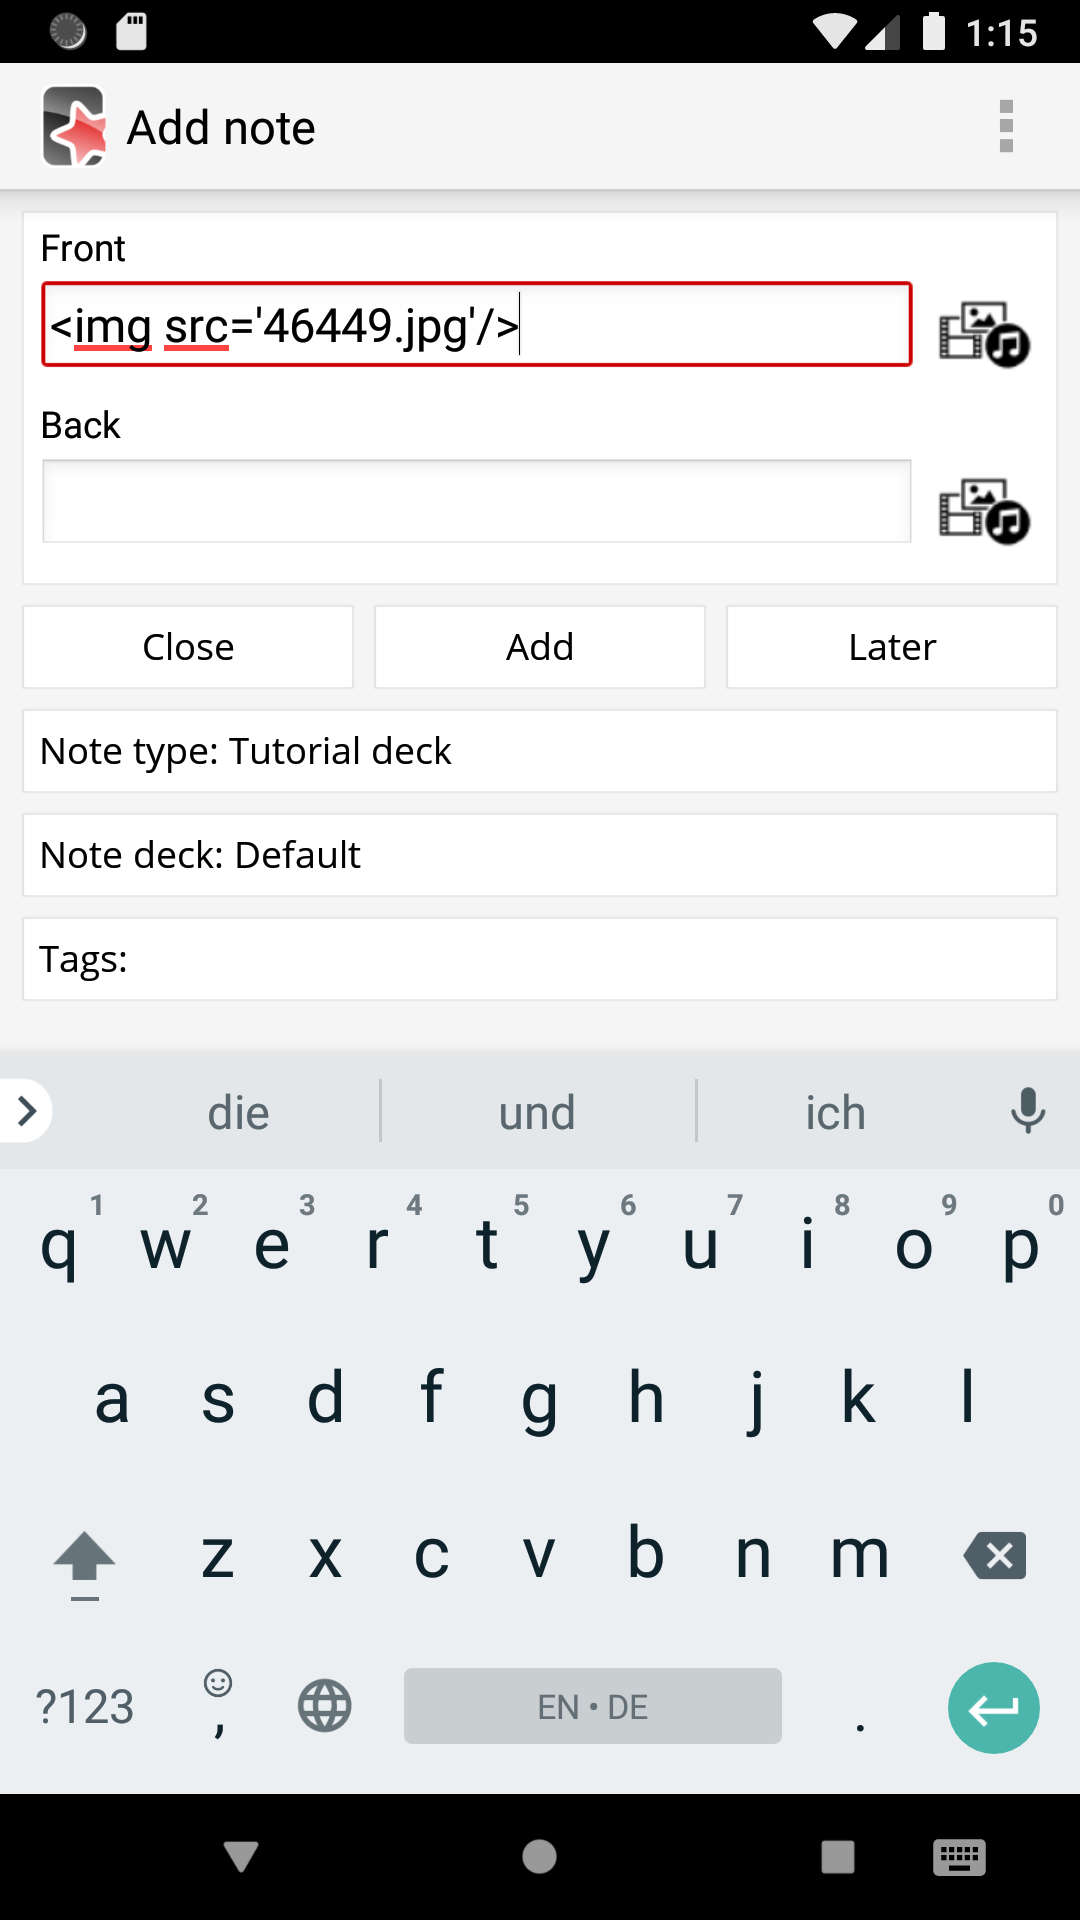 1:15
Add note
Front
<img src='46449.jpg'/>
Back
Close Add Later
Note type: Tutorial deck
Note deck: Default
Tags:
die und ich
1 2 3 4 5 6 7 8 9 0
q w e r t y u i o p
a s d f g h j k l
z x c v b n m
?123 , EN • DE .